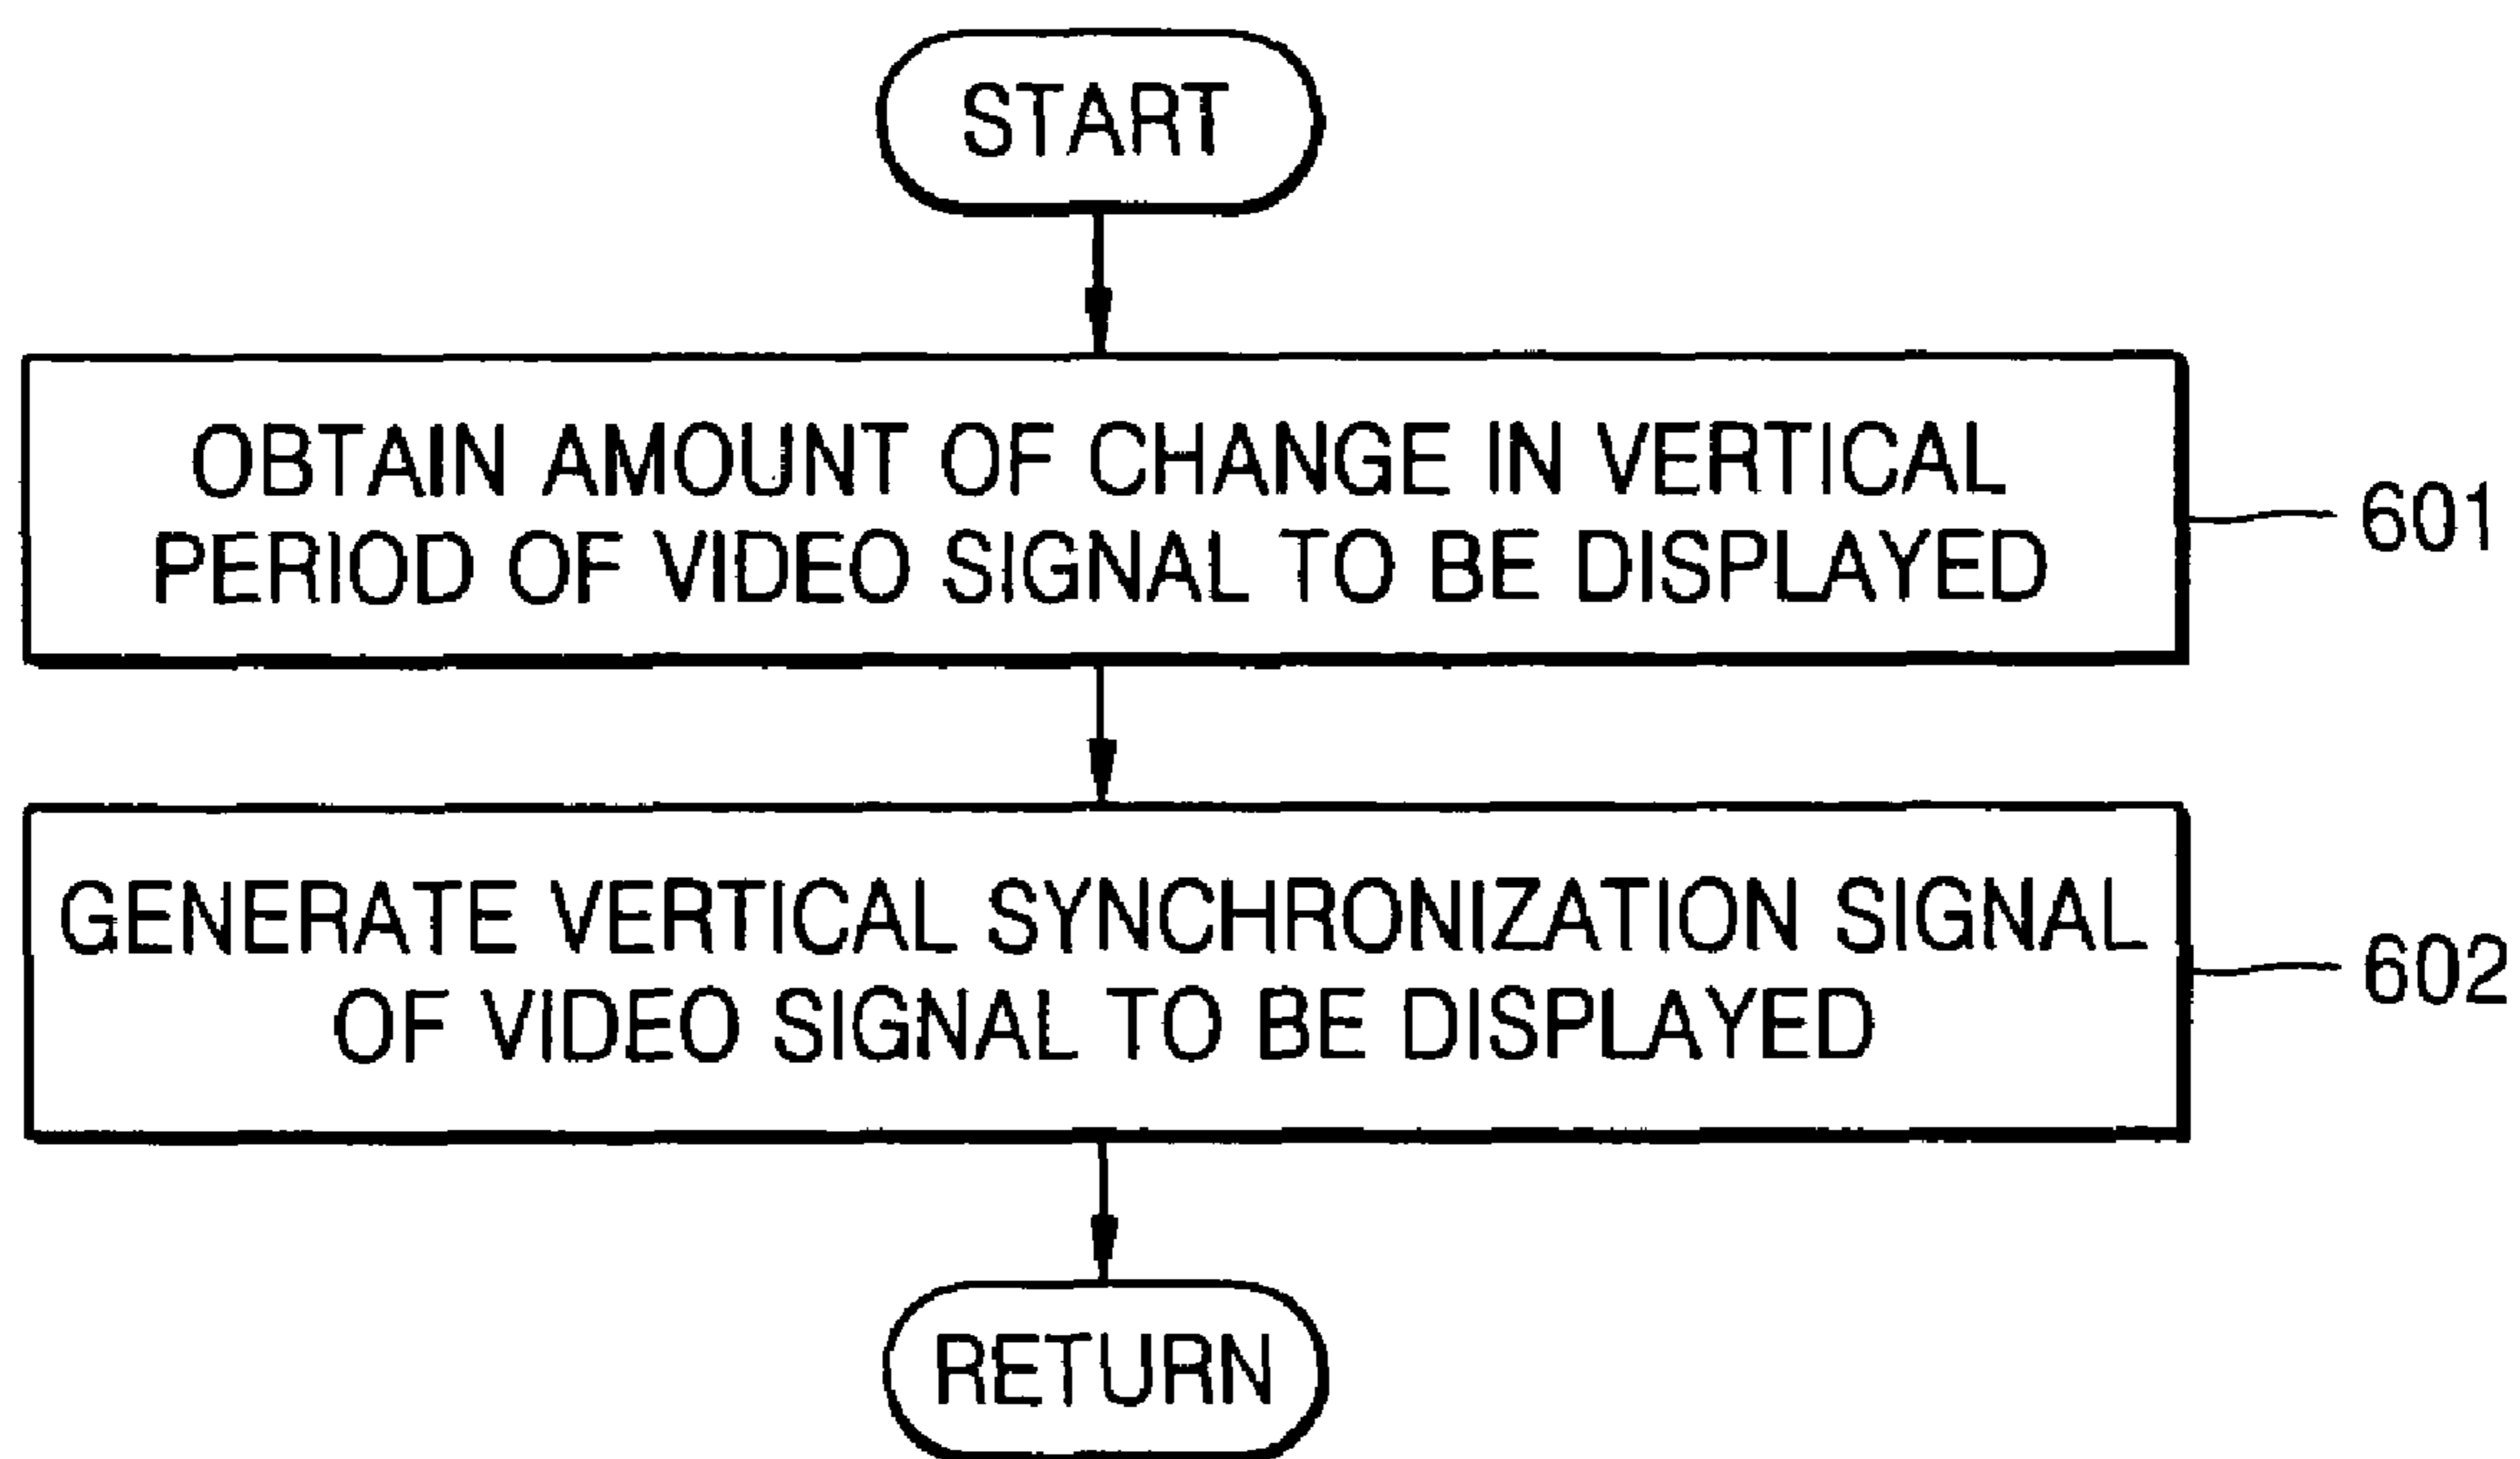 START
OBTAIN AMOUNT OF CHANGE IN VERTICAL
PERIOD OF VIDEO SIGNAL TO BE DISPLAYED
601
GENERATE VERTICAL SYNCHRONIZATION SIGNAL
OF VIDEO SIGNAL TO BE DISPLAYED
602
RETURN